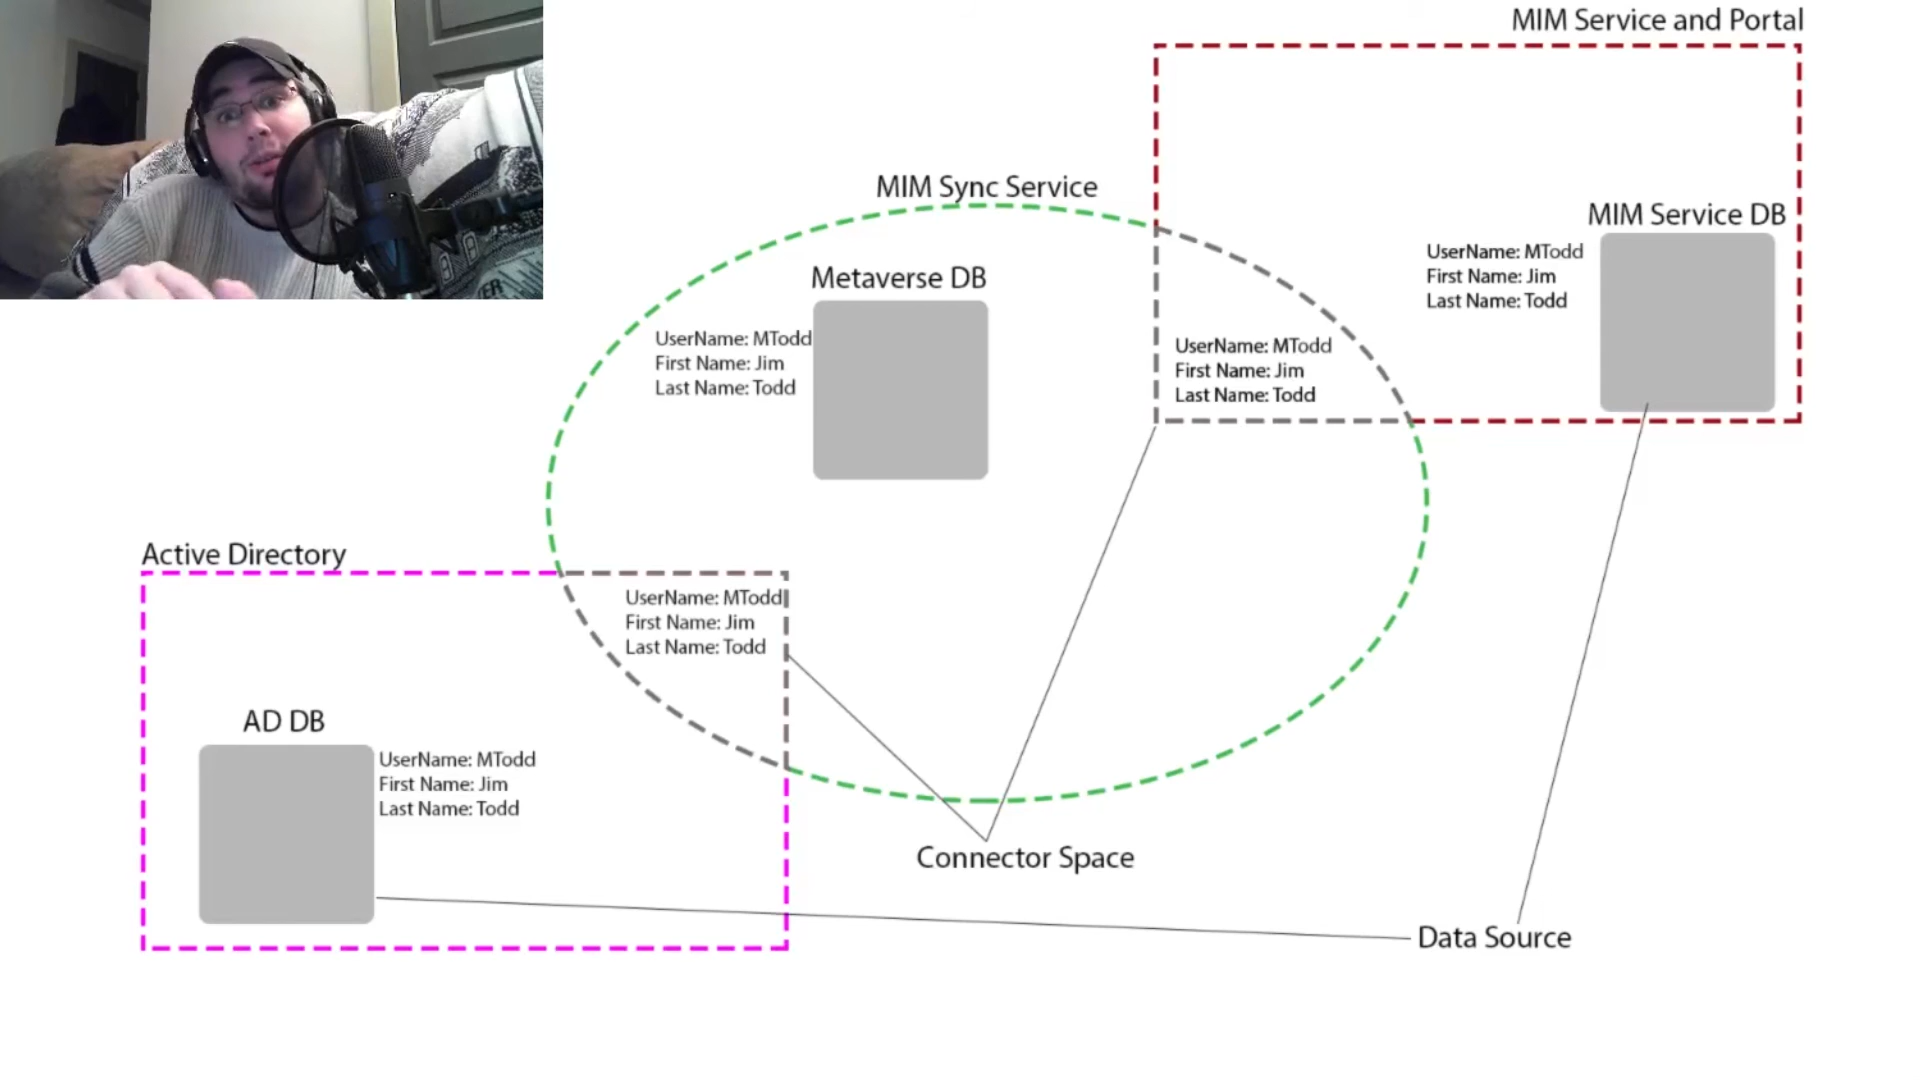 MIM Service and Portal
MIM Sync Service
MIM Service DB
UserName: MTodd
First Name: Jim
Last Name: Todd
Metaverse DB
UserName: MTodd
First Name: Jim
Last Name: Todd
UserName: MTodd
First Name: Jim
Last Name: Todd
Active Directory
UserName: MTodd
First Name: Jim
Last Name: Todd
AD DB
UserName: MTodd
First Name: Jim
Last Name: Todd
Connector Space
Data Source